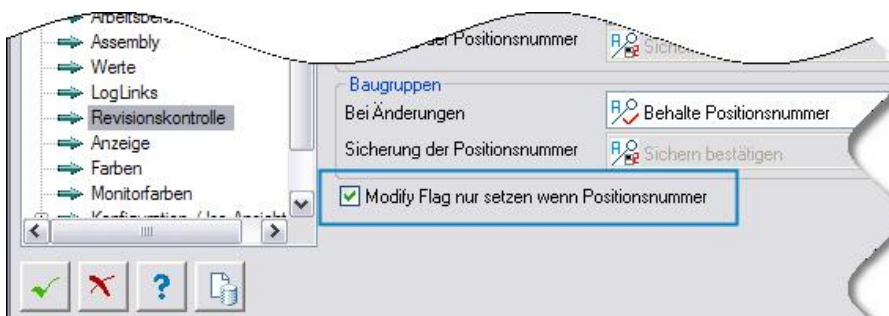 Assembly
Werte
LogLinks
Revisionskontrolle
Anzeige
Farben
Monitorfarben
der Positionsnummer
Baugruppen
Bei Änderungen
Behalte Positionsnummer
Sicherung der Positionsnummer
Sichern bestätigen
Modify Flag nur setzen wenn Positionsnummer